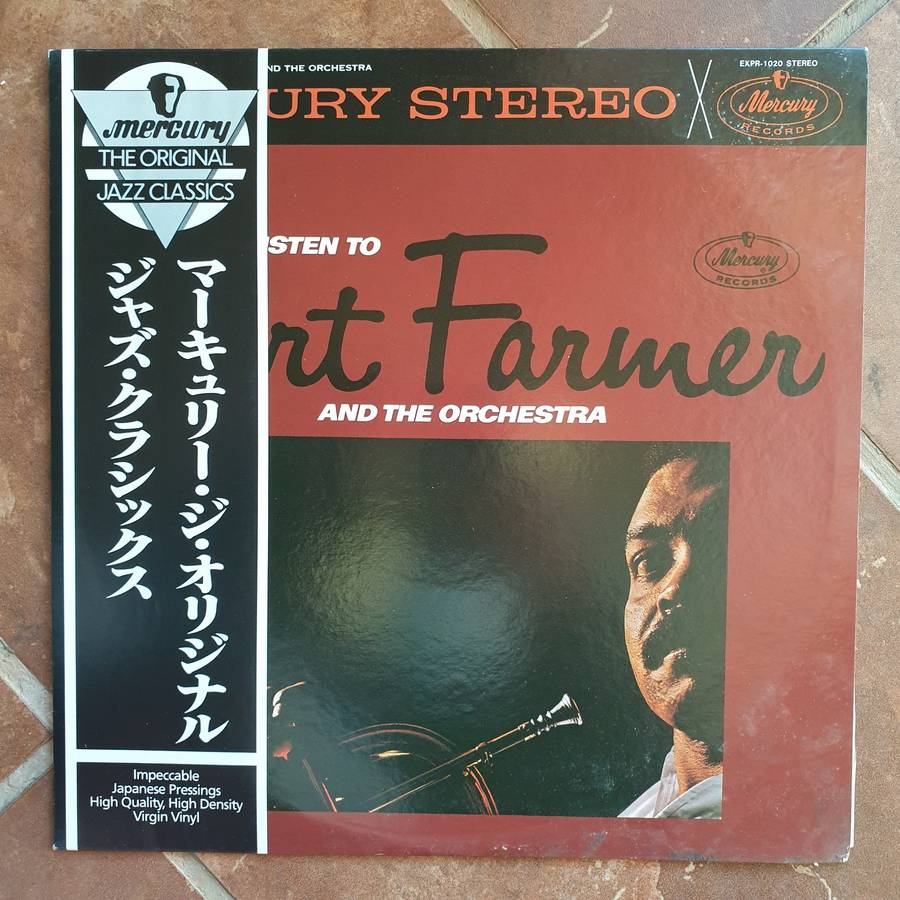 mercury
THE ORIGINAL
JAZZ CLASSICS
マーキュリー・ジ・オリジナル
ジャズ・クラシックス
Impeccable
Japanese Pressings
High Quality, High Density
Virgin Vinyl
ND THE ORCHESTRA
EXPR-1020 STEREO
URY STEREO
Mercury
RECORDS
ISTEN TO
Mercury
RECORDS
rt Farmer
AND THE ORCHESTRA